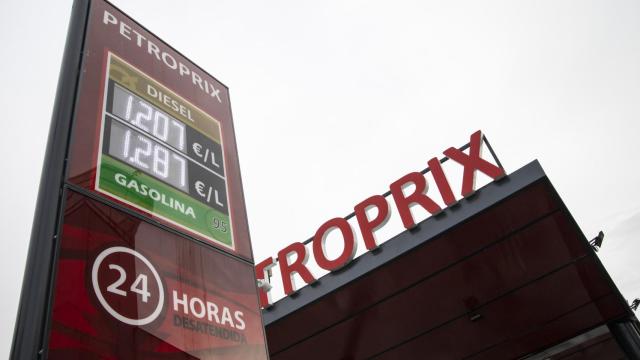 PETROPRIX
DIESEL
1.207 €/L
1.287 €/L
GASOLINA 95
24 HORAS
DESATENDIDA
TROPRIX